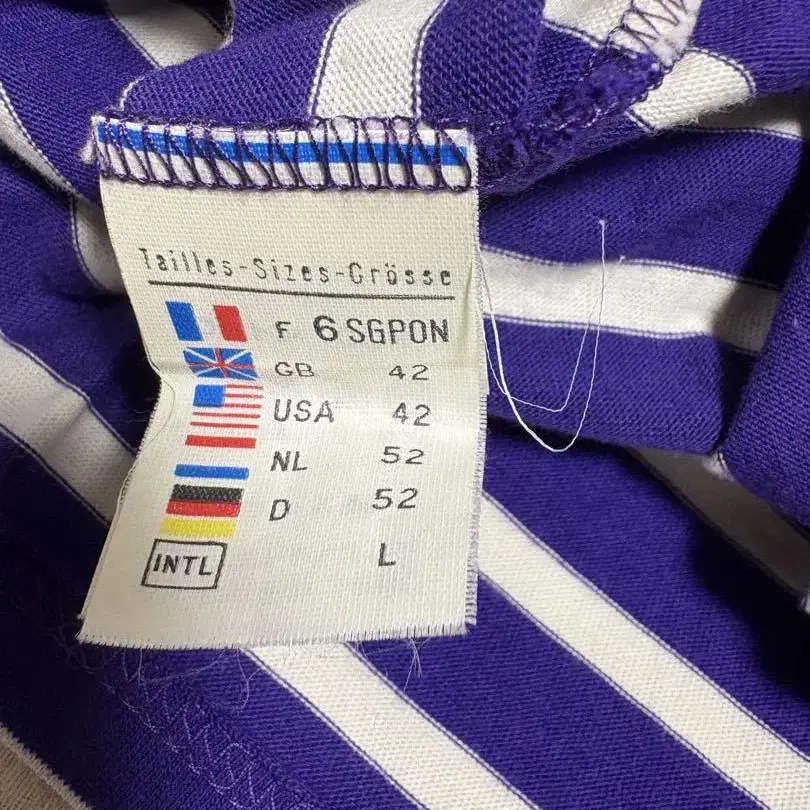 Tailles-Sizes-Grösse
F 6 SGPON
GB 42
USA 42
NL 52
D 52
INTL L